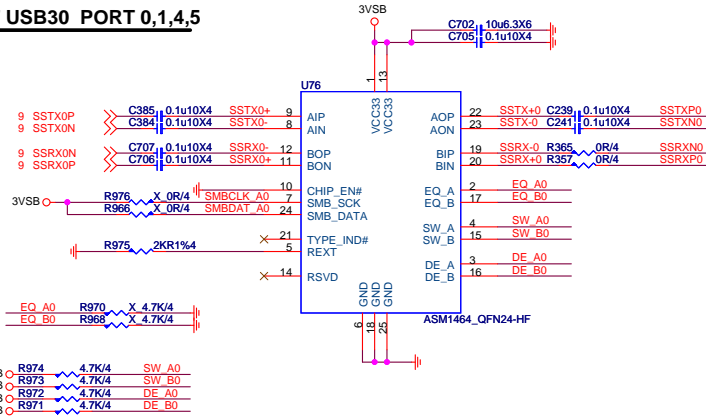 USB30 PORT 0,1,4,5
3VSB
C702 10u6.3X6
C705 0.1u10X4
U76
1 13
VCC33 VCC33
9 SSTX0P C385 0.1u10X4 SSTX0+ 9 AIP AOP 22 SSTX+0 C239 0.1u10X4 SSTXP0
9 SSTX0N C384 0.1u10X4 SSTX0- 8 AIN AON 23 SSTX-0 C241 0.1u10X4 SSTXN0
9 SSRX0N C707 0.1u10X4 SSRX0- 12 BOP BIP 19 SSRX-0 R365 0R/4 SSRXN0
9 SSRX0P C706 0.1u10X4 SSRX0+ 11 BON BIN 20 SSRX+0 R357 0R/4 SSRXP0
10 CHIP_EN# EQ_A 2 EQ_A0
3VSB R976 X_0R/4 SMBCLK_A0 7 SMB_SCK EQ_B 17 EQ_B0
R966 X_0R/4 SMBDAT_A0 24 SMB_DATA
SW_A 4 SW_A0
21 TYPE_IND# SW_B 15 SW_B0
R975 2KR1%4 5 REXT
DE_A 3 DE_A0
14 RSVD DE_B 16 DE_B0
GND GND GND
6 18 25
ASM1464_QFN24-HF
EQ_A0 R970 X_4.7K/4
EQ_B0 R968 X_4.7K/4
B R974 4.7K/4 SW_A0
B R973 4.7K/4 SW_B0
B R972 4.7K/4 DE_A0
B R971 4.7K/4 DE_B0